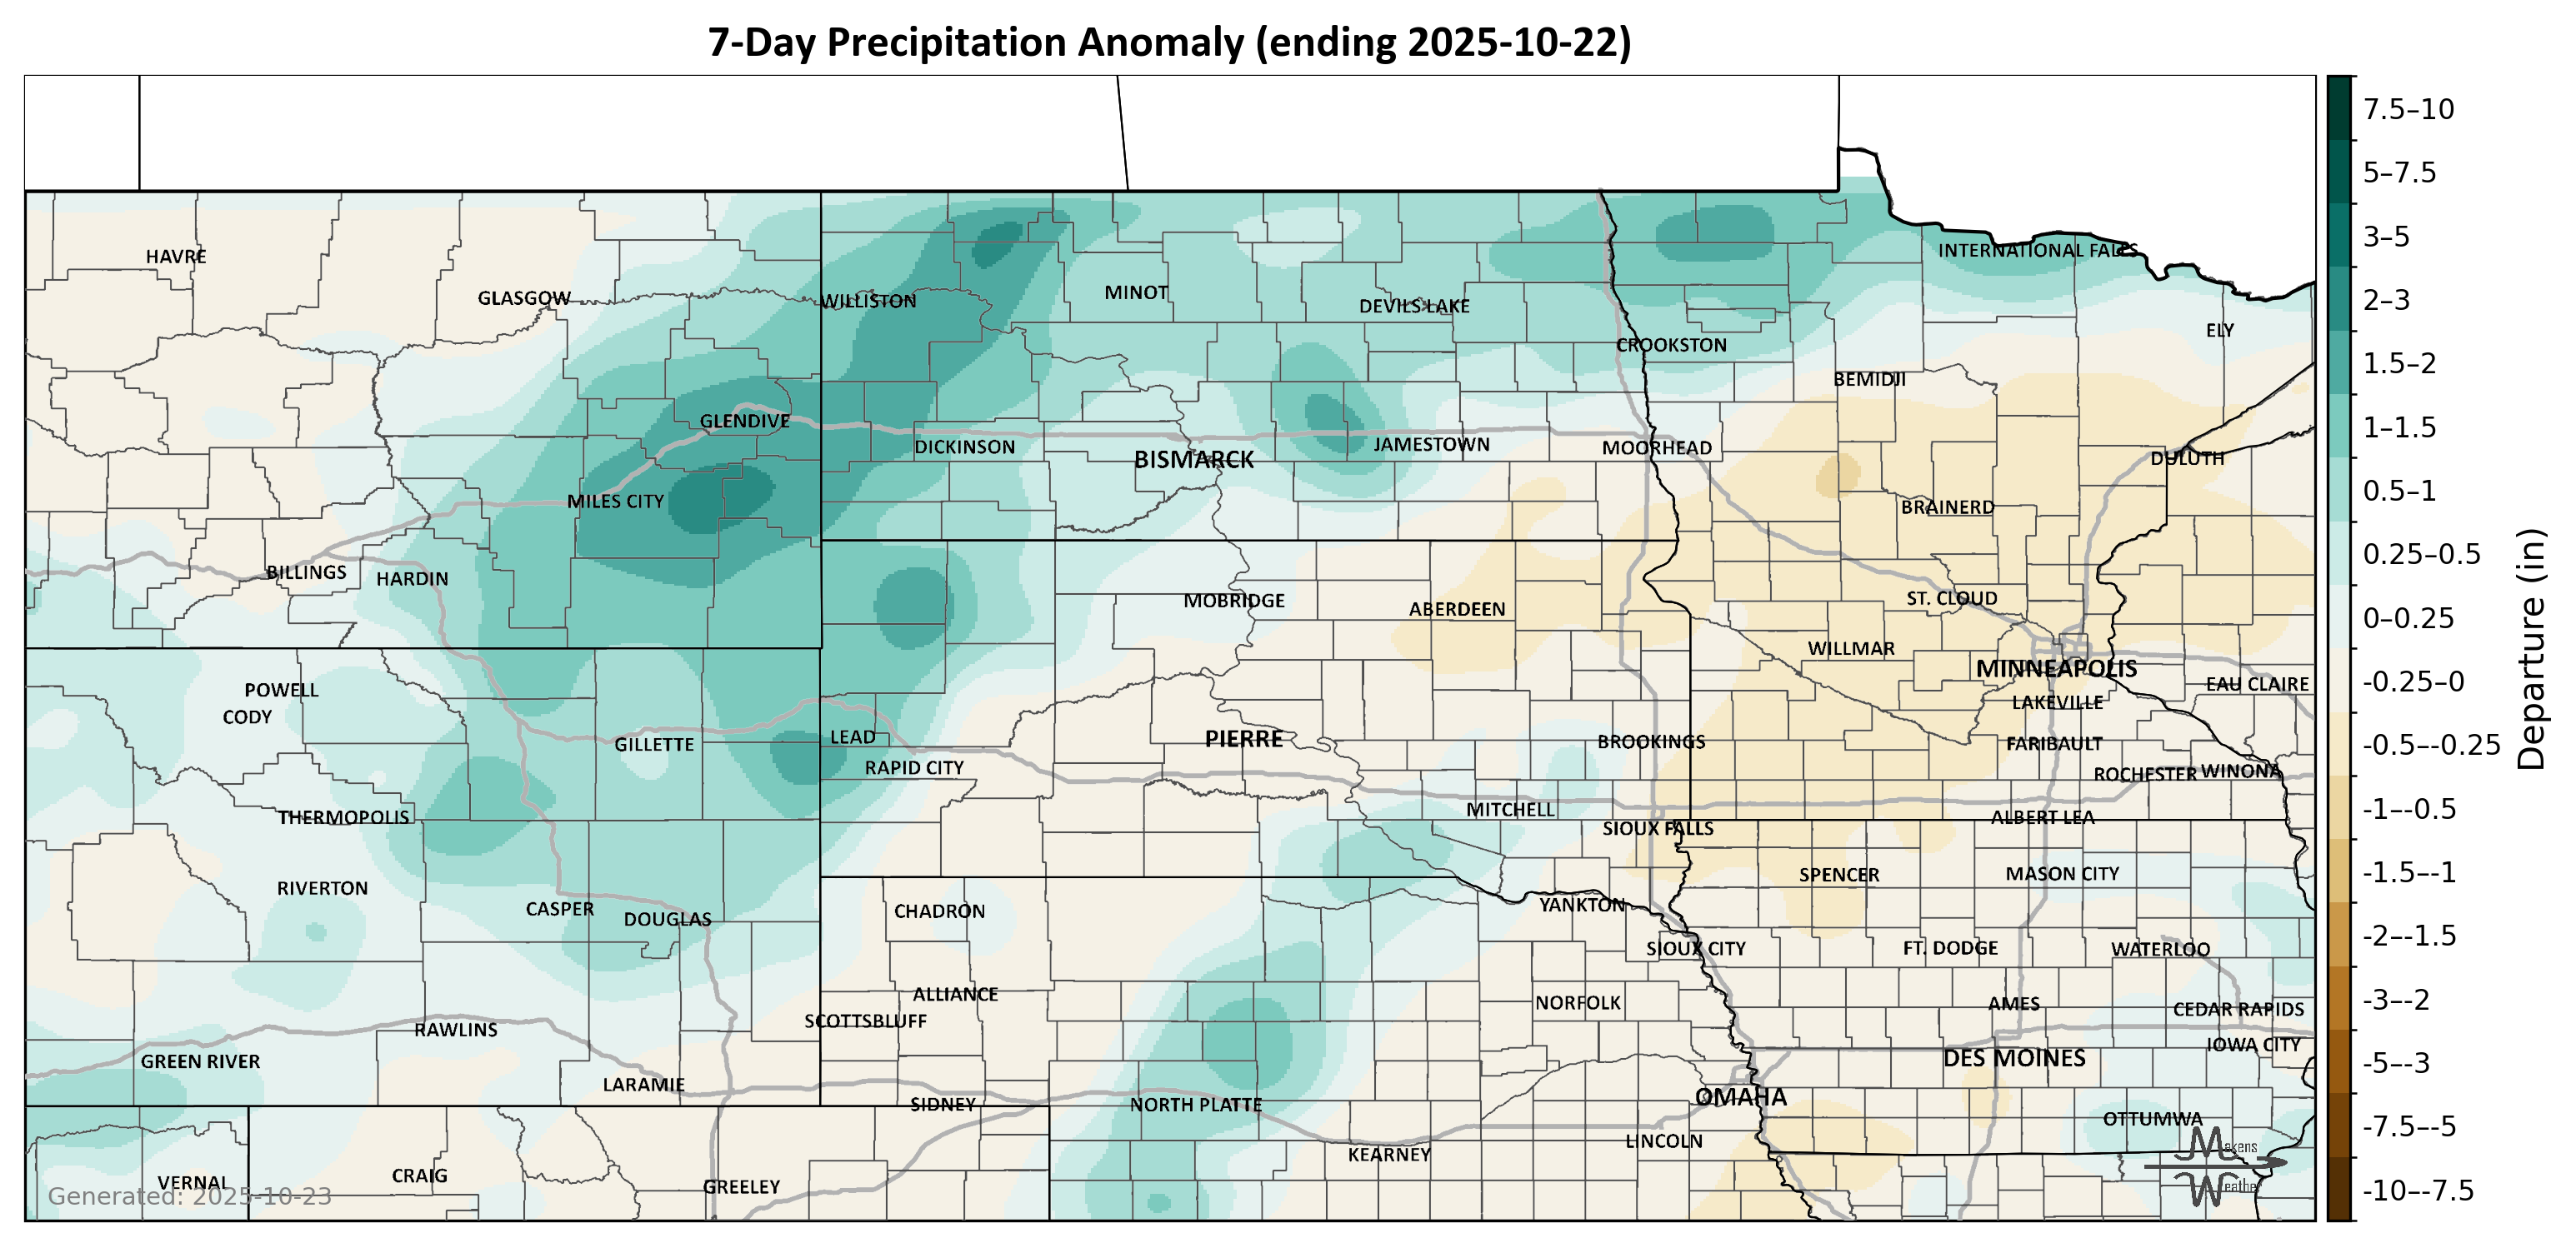 7-Day Precipitation Anomaly (ending 2025-10-22)
7.5–10
5–7.5
3–5
2–3
1.5–2
1–1.5
0.5–1
0.25–0.5
0–0.25
-0.25–0
-0.5–-0.25
-1–-0.5
-1.5–-1
-2–-1.5
-3–-2
-5–-3
-7.5–-5
-10–-7.5
Departure (in)
HAVRE
GLASGOW
WILLISTON
MINOT
DEVILS LAKE
INTERNATIONAL FALLS
ELY
CROOKSTON
BEMIDJI
GLENDIVE
DICKINSON
BISMARCK
JAMESTOWN
MOORHEAD
DULUTH
MILES CITY
BRAINERD
BILLINGS
HARDIN
MOBRIDGE
ABERDEEN
ST. CLOUD
WILLMAR
MINNEAPOLIS
EAU CLAIRE
POWELL
CODY
LAKEVILLE
GILLETTE
LEAD
PIERRE
BROOKINGS
FARIBAULT
RAPID CITY
ROCHESTER
WINONA
THERMOPOLIS
MITCHELL
ALBERT LEA
SIOUX FALLS
RIVERTON
SPENCER
MASON CITY
CASPER
DOUGLAS
CHADRON
YANKTON
SIOUX CITY
FT. DODGE
WATERLOO
ALLIANCE
NORFOLK
AMES
CEDAR RAPIDS
SCOTTSBLUFF
RAWLINS
GREEN RIVER
DES MOINES
IOWA CITY
LARAMIE
SIDNEY
NORTH PLATTE
OMAHA
OTTUMWA
LINCOLN
KEARNEY
VERNAL
CRAIG
GREELEY
Generated: 2025-10-23
Makens
Weather